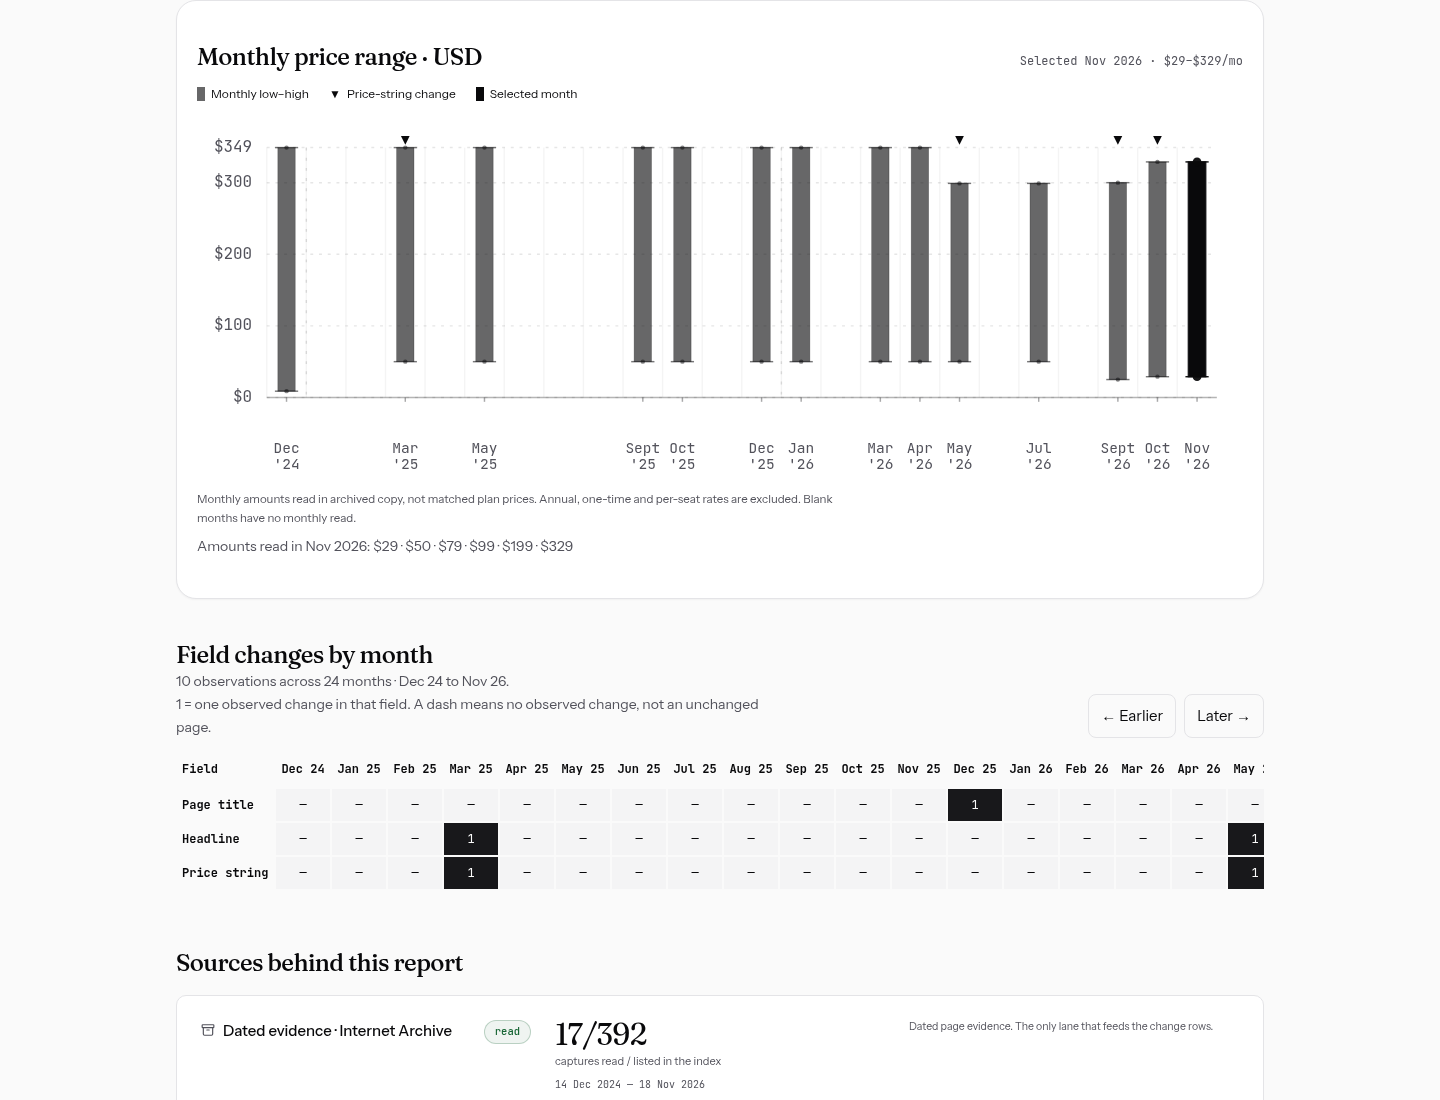 Monthly price range · USD
Selected Nov 2026 · $29–$329/mo
Monthly low–high ▼ Price-string change Selected month
$349
$300
$200
$100
$0
Dec '24
Mar '25
May '25
Sept '25
Oct '25
Dec '25
Jan '26
Mar '26
Apr '26
May '26
Jul '26
Sept '26
Oct '26
Nov '26
Monthly amounts read in archived copy, not matched plan prices. Annual, one-time and per-seat rates are excluded. Blank
months have no monthly read.
Amounts read in Nov 2026: $29 · $50 · $79 · $99 · $199 · $329
Field changes by month
10 observations across 24 months · Dec 24 to Nov 26.
1 = one observed change in that field. A dash means no observed change, not an unchanged
page.
← Earlier Later →
Field Dec 24 Jan 25 Feb 25 Mar 25 Apr 25 May 25 Jun 25 Jul 25 Aug 25 Sep 25 Oct 25 Nov 25 Dec 25 Jan 26 Feb 26 Mar 26 Apr 26 May
Page title — — — — — — — — — — — — 1 — — — — —
Headline — — — 1 — — — — — — — — — — — — — 1
Price string — — — 1 — — — — — — — — — — — — — 1
Sources behind this report
Dated evidence · Internet Archive read 17/392 Dated page evidence. The only lane that feeds the change rows.
captures read / listed in the index
14 Dec 2024 — 18 Nov 2026